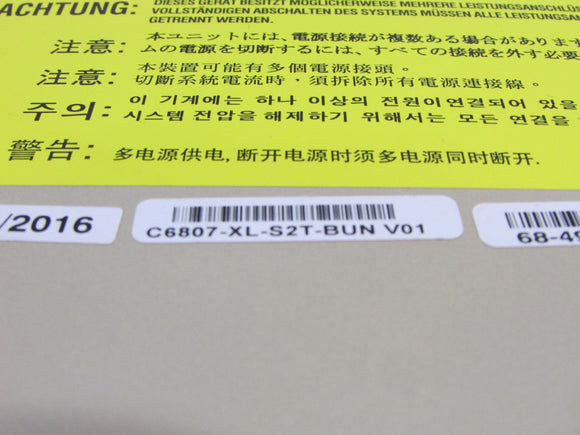 ACHTUNG: DIESES GERÄT BESITZT MÖGLICHERWEISE MEHRERE LEISTUNGSANSCHLÜS
VOLLSTÄNDIGEN ABSCHALTEN DES SYSTEMS MÜSSEN ALLE LEISTUNGSAN
GETRENNT WERDEN.
注意: 本ユニットには、電源接続が複数ある場合があります
ムの電源を切断するには、すべての接続を外す必要
注意: 本裝置可能有多個電源接頭。
切斷系統電流時，須拆除所有電源連接線。
주의: 이 기계에는 하나 이상의 전원이 연결되어 있을
시스템 전압을 해제하기 위해서는 모든 연결을
警告: 多电源供电, 断开电源时须多电源同时断开.
/2016
C6807-XL-S2T-BUN V01
68-49